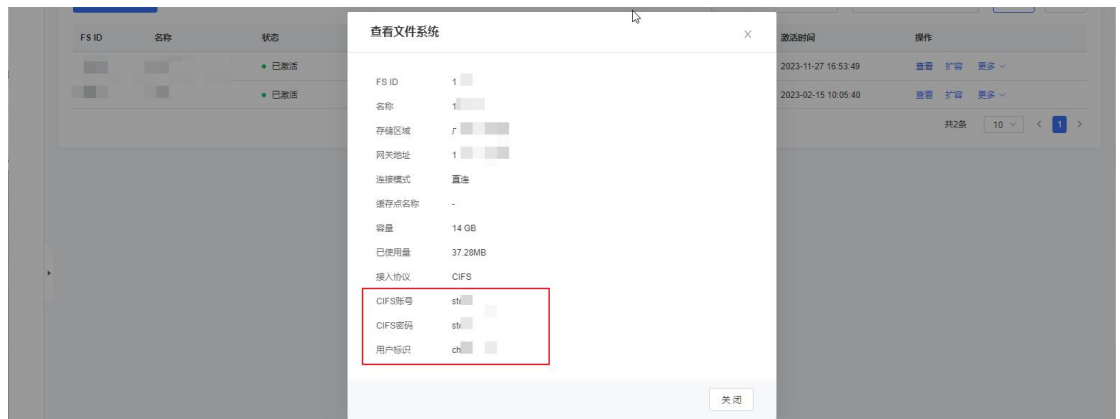 FS ID 名称 状态 激活时间 操作
已激活 2023-11-27 16:53:49 查看 扩容 更多
已激活 2023-02-15 10:05:40 查看 扩容 更多
共2条 10 < 1 >
查看文件系统 ×
FS ID 1
名称 1
存储区域
网关地址 1
连接模式 直连
缓存点名称 -
容量 14 GB
已使用量 37.28MB
接入协议 CIFS
CIFS账号 st
CIFS密码 st
用户标识 ch
关闭